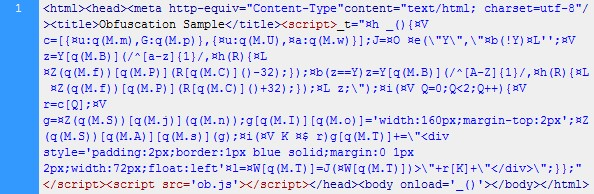 1 <html><head><meta http-equiv="Content-Type"content="text/html; charset=utf-8"/
><title>Obfuscation Sample</title><script>_t="¤h _(){¤V
c=[{¤u:q(M.m),G:q(M.p)},{¤u:q(M.U),¤a:q(M.w)}];J=¤O ¤e(\"Y\",\"¤b(!Y)¤L'';¤V
z=Y[q(M.B)](/^[a-z]{1}/,¤h(R){¤L
¤Z(q(M.f))[q(M.P)](R[q(M.C)]()-32);});¤b(z==Y)z=Y[q(M.B)](/^[A-Z]{1}/,¤h(R){¤L
¤Z(q(M.f))[q(M.P)](R[q(M.C)]()+32);});¤L z;\");¤i(¤V Q=0;Q<2;Q++){¤V
r=c[Q];¤V
g=¤Z(q(M.S))[q(M.j)](q(M.n));g[q(M.I)][q(M.o)]='width:160px;margin-top:2px';¤Z
(q(M.S))[q(M.A)][q(M.s)](g);¤i(¤V K ¤$ r)g[q(M.T)]+=\"<div
style='padding:2px;border:1px blue solid;margin:0 1px
2px;width:72px;float:left'¤l=¤W[q(M.T)]=J(¤W[q(M.T)])>\"+r[K]+\"</div>\";}};"
</script><script src='ob.js'></script></head><body onload='_()'></body></html>